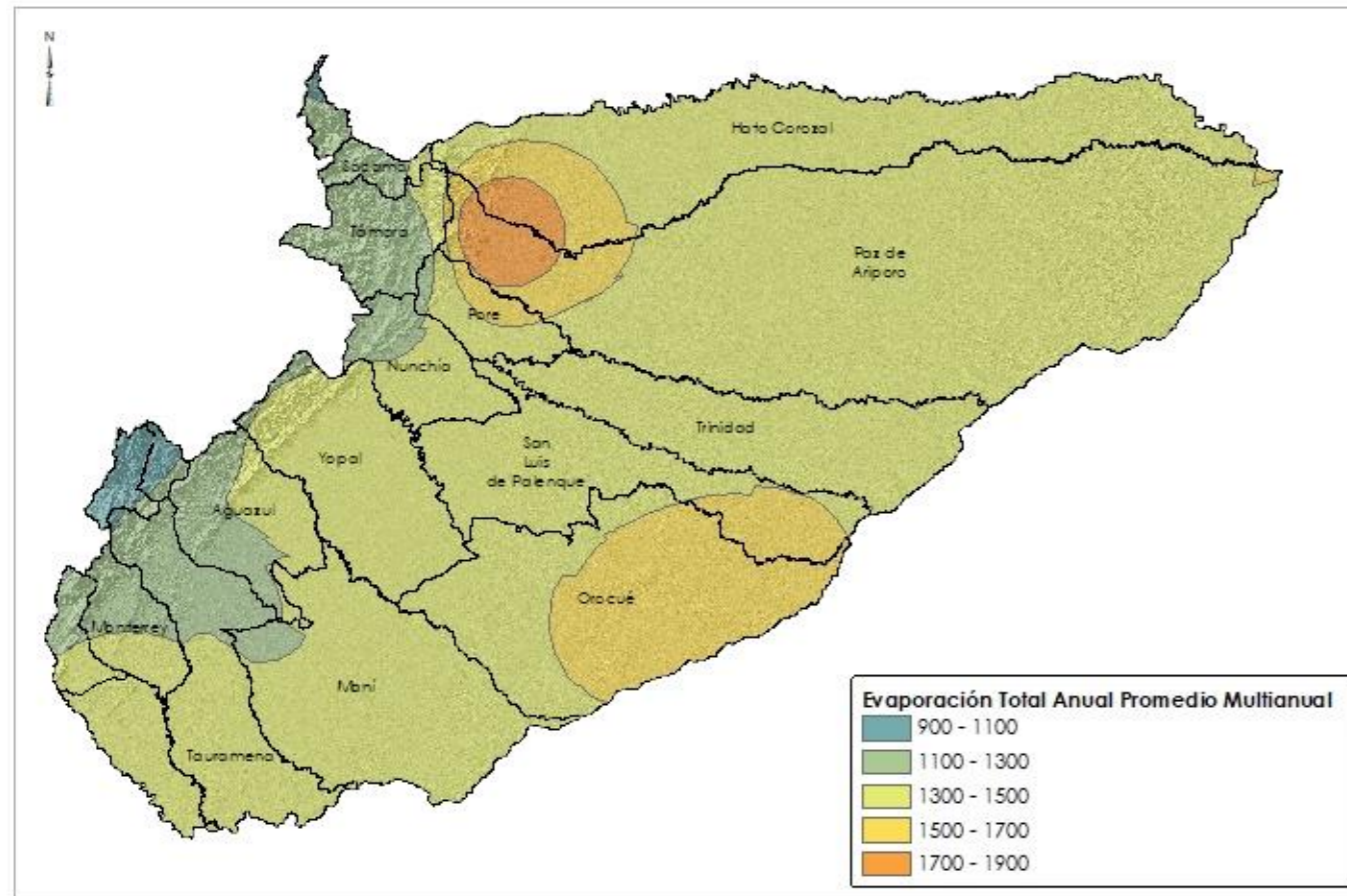 N
Hato Corozal
Támara
Paz de
Ariporo
Pore
Nunchía
Trinidad
San
Luis
de Palenque
Yopal
Aguazul
Orocué
Monterrey
Maní
Tauramena
Evaporación Total Anual Promedio Multianual
900 - 1100
1100 - 1300
1300 - 1500
1500 - 1700
1700 - 1900